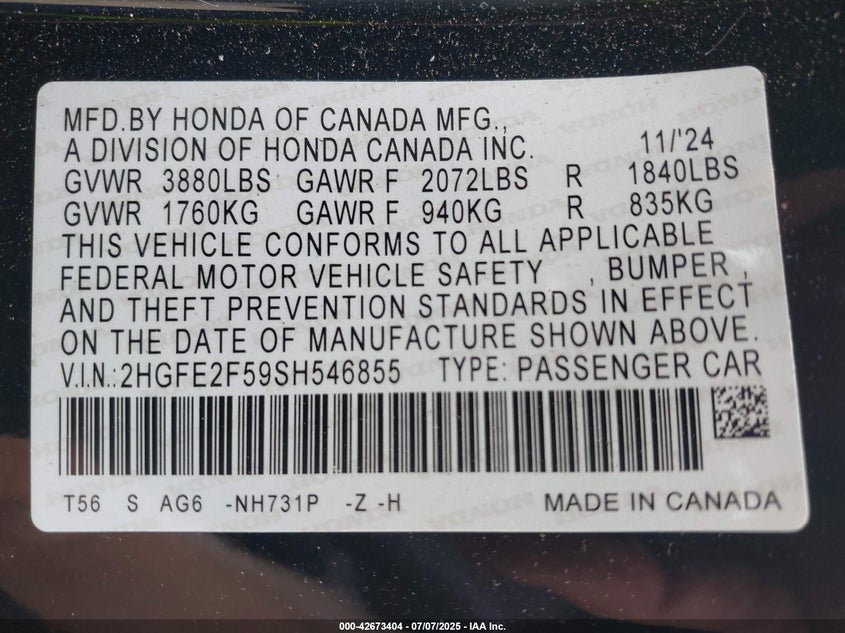 MFD.BY HONDA OF CANADA MFG.,
A DIVISION OF HONDA CANADA INC. 11/'24
GVWR 3880LBS GAWR F 2072LBS R 1840LBS
GVWR 1760KG GAWR F 940KG R 835KG
THIS VEHICLE CONFORMS TO ALL APPLICABLE
FEDERAL MOTOR VEHICLE SAFETY , BUMPER ,
AND THEFT PREVENTION STANDARDS IN EFFECT
ON THE DATE OF MANUFACTURE SHOWN ABOVE.
V.I.N.:2HGFE2F59SH546855 TYPE: PASSENGER CAR
T56 S AG6 -NH731P -Z -H MADE IN CANADA
000-42673404 - 07/07/2025 - IAA Inc.